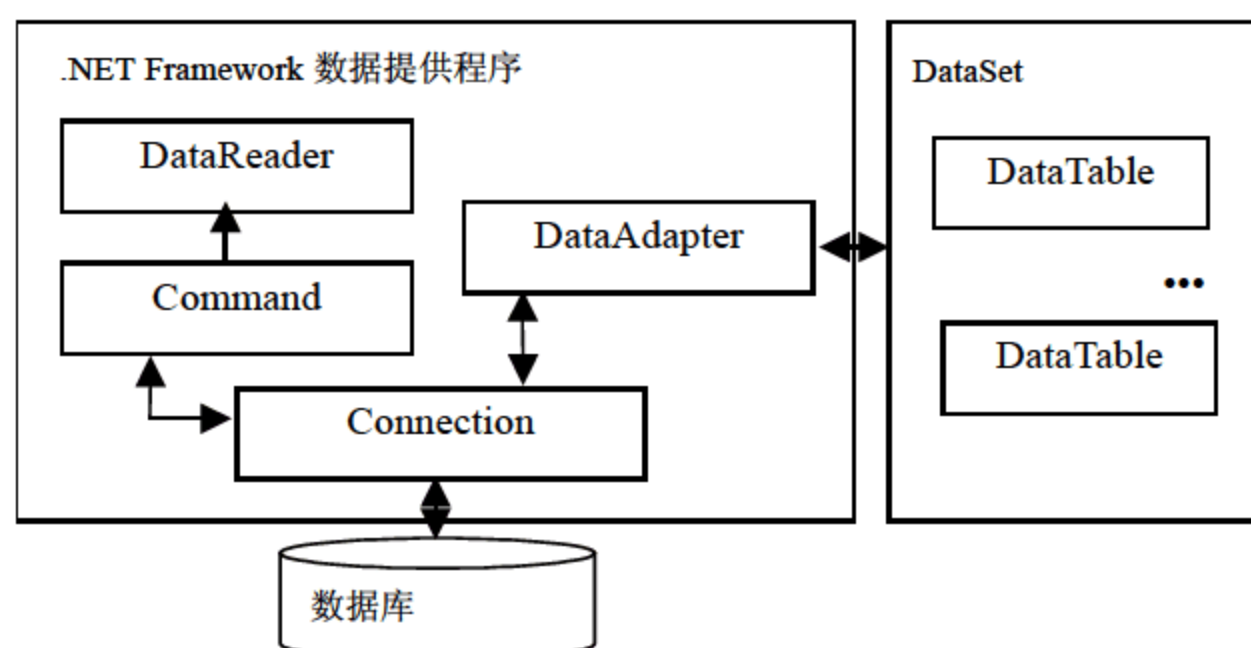 .NET Framework 数据提供程序
DataReader
Command
DataAdapter
Connection
数据库
DataSet
DataTable
•••
DataTable